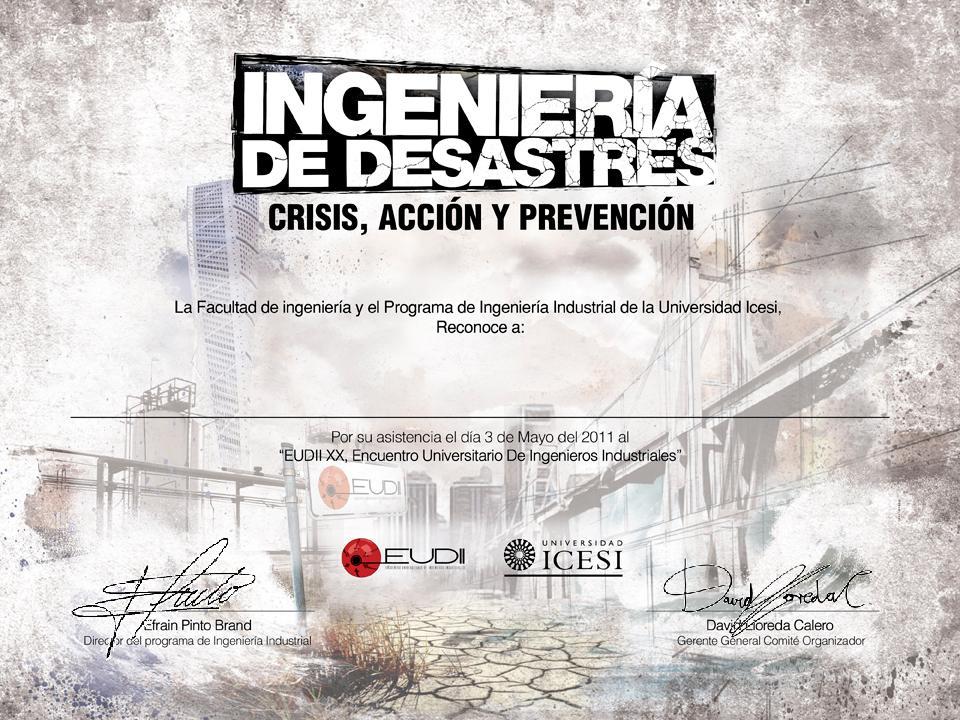 INGENIERÍA
DE DESASTRES
CRISIS, ACCIÓN Y PREVENCIÓN
La Facultad de ingeniería y el Programa de Ingeniería Industrial de la Universidad Icesi,
Reconoce a:
Por su asistencia el día 3 de Mayo del 2011 al
“EUDII XX, Encuentro Universitario De Ingenieros Industriales”
EUDII
EUDII
UNIVERSIDAD
ICESI
Efrain Pinto Brand
Director del programa de Ingeniería Industrial
David Lloreda Calero
Gerente General Comité Organizador